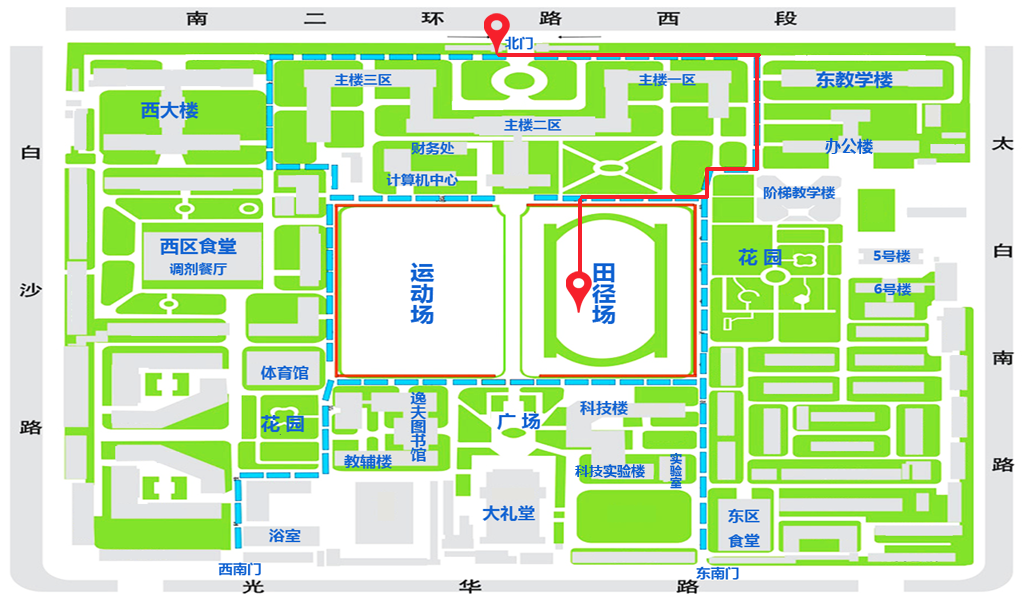 南二环路西段
北门
主楼三区
主楼一区
东教学楼
西大楼
主楼二区
办公楼
财务处
计算机中心
阶梯教学楼
白沙路
太白南路
西区食堂
调剂餐厅
运动场
田径场
花园
5号楼
6号楼
体育馆
花园
逸夫图书馆
广场
科技楼
教辅楼
科技实验楼
实验室
大礼堂
东区
食堂
浴室
西南门
东南门
光华路